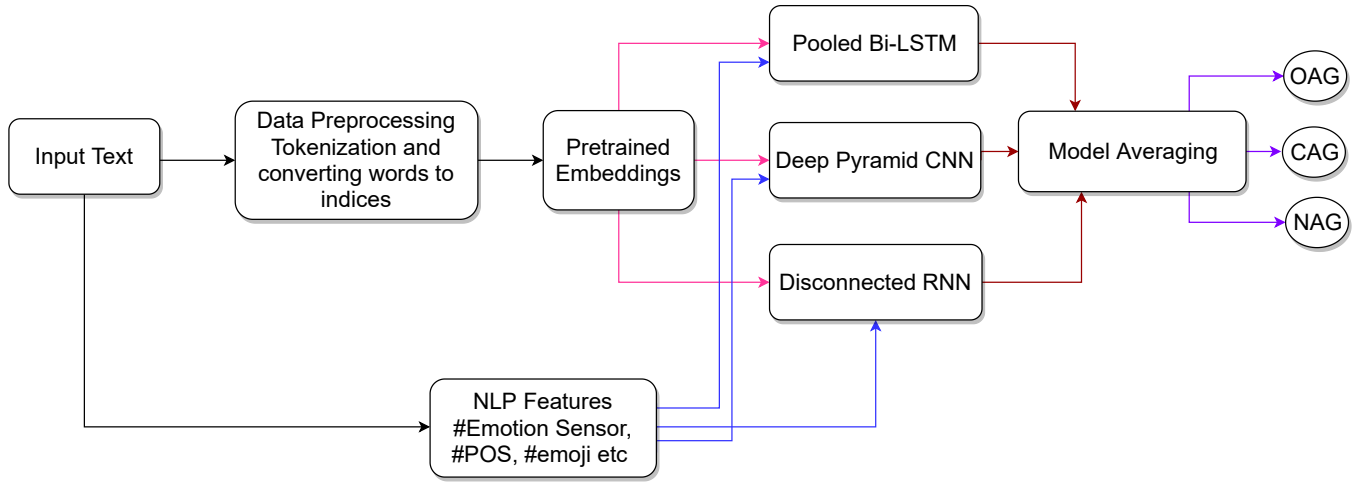 Input Text
Data Preprocessing
Tokenization and
converting words to
indices
Pretrained
Embeddings
Pooled Bi-LSTM
Deep Pyramid CNN
Disconnected RNN
NLP Features
#Emotion Sensor,
#POS, #emoji etc
Model Averaging
OAG
CAG
NAG